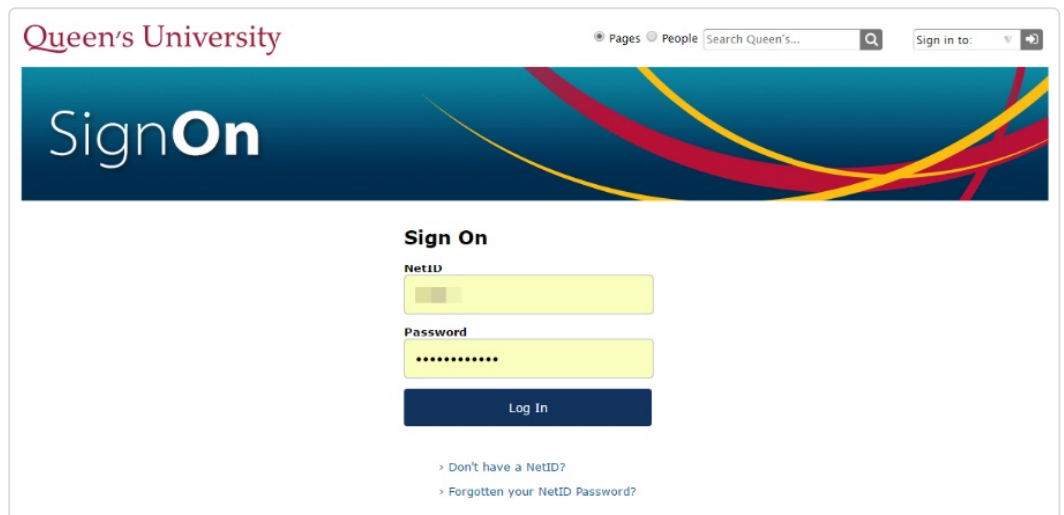 Queen's University
Pages People Search Queen's... Sign in to:
SignOn
Sign On
NetID
Password
••••••••••••
Log In
› Don't have a NetID?
› Forgotten your NetID Password?